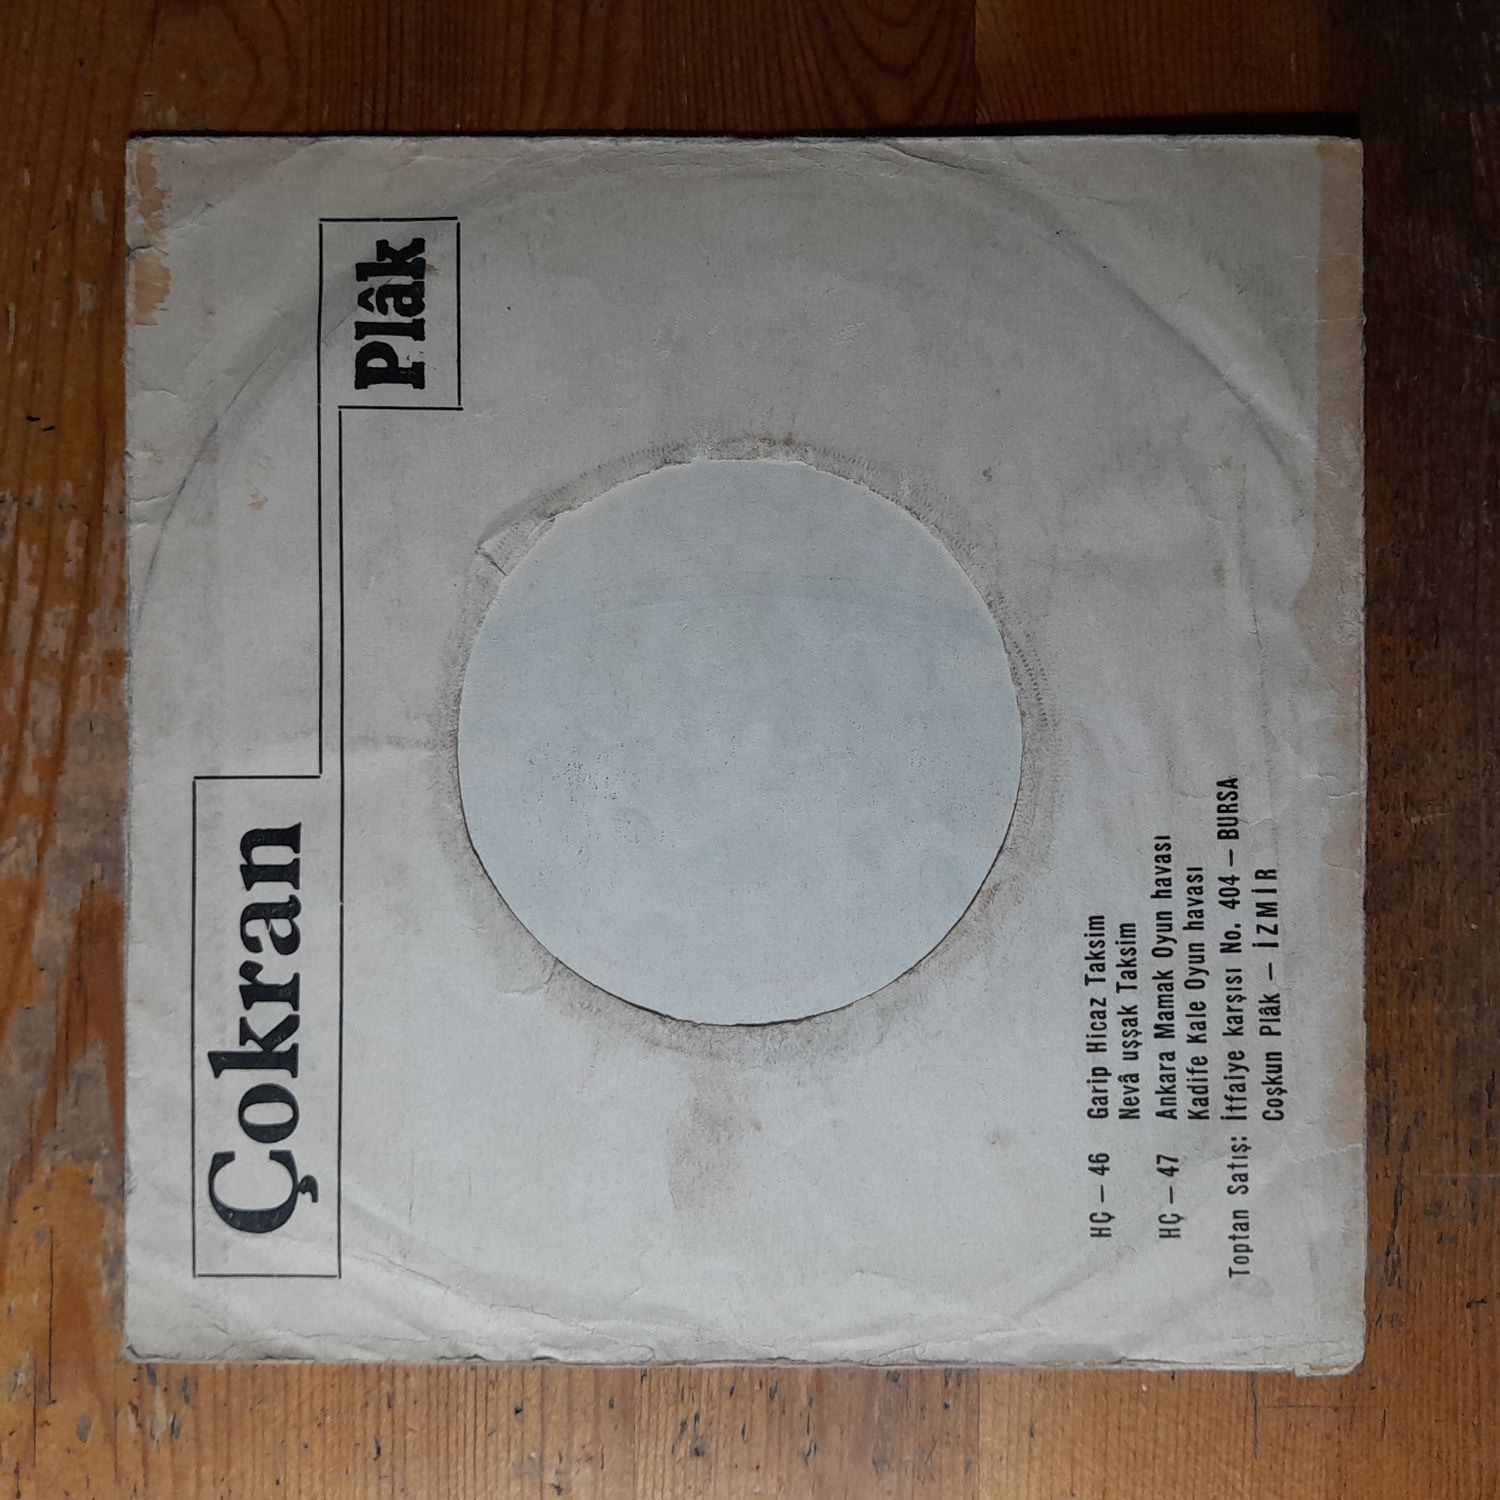 Çokran
Plâk
HÇ – 46 Garip Hicaz Taksim
Nevâ uşşak Taksim
HÇ – 47 Ankara Mamak Oyun havası
Kadife Kale Oyun havası
Toptan Satış: İtfaiye karşısı No. 404 – BURSA
Coşkun Plâk – İZMİR